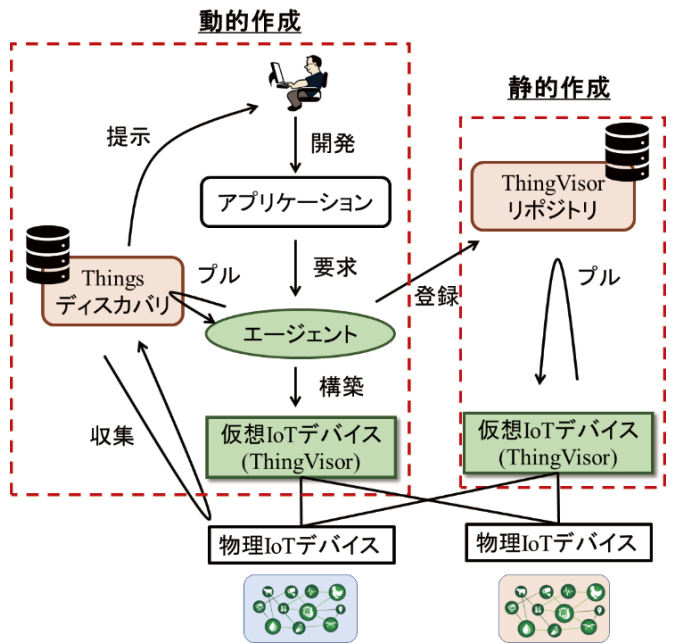 動的作成
静的作成
提示
開発
ThingVisor
リポジトリ
アプリケーション
Things
ディスカバリ
プル
要求
登録
プル
エージェント
構築
収集
仮想IoTデバイス
(ThingVisor)
仮想IoTデバイス
(ThingVisor)
物理IoTデバイス
物理IoTデバイス